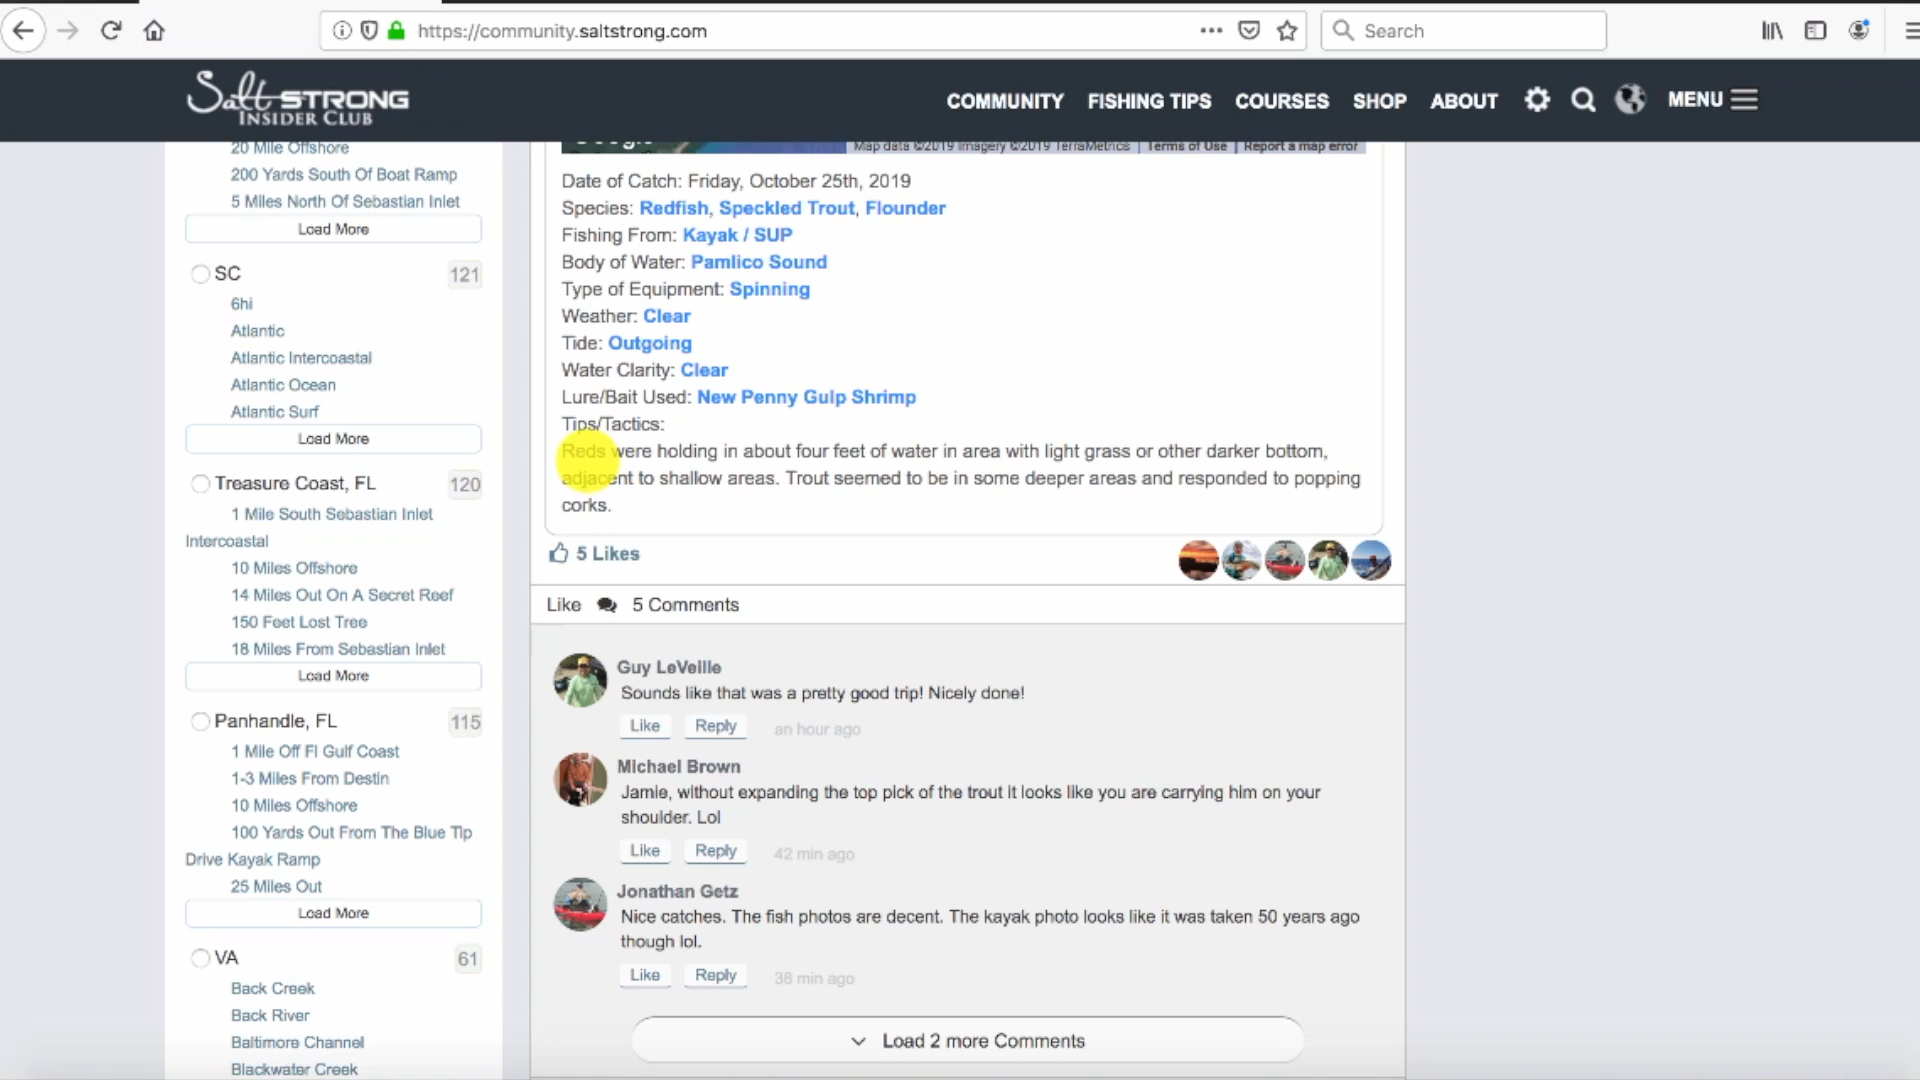 https://community.saltstrong.com
Search
Salt STRONG
INSIDER CLUB
COMMUNITY
FISHING TIPS
COURSES
SHOP
ABOUT
MENU
20 Mile Offshore
200 Yards South Of Boat Ramp
5 Miles North Of Sebastian Inlet
Load More
SC 121
6hi
Atlantic
Atlantic Intercoastal
Atlantic Ocean
Atlantic Surf
Load More
Treasure Coast, FL 120
1 Mile South Sebastian Inlet
Intercoastal
10 Miles Offshore
14 Miles Out On A Secret Reef
150 Feet Lost Tree
18 Miles From Sebastian Inlet
Load More
Panhandle, FL 115
1 Mile Off Fl Gulf Coast
1-3 Miles From Destin
10 Miles Offshore
100 Yards Out From The Blue Tip
Drive Kayak Ramp
25 Miles Out
Load More
VA 61
Back Creek
Back River
Baltimore Channel
Blackwater Creek
Google
Map data ©2019 Imagery ©2019 TerraMetrics
Terms of Use
Report a map error
Date of Catch: Friday, October 25th, 2019
Species: Redfish, Speckled Trout, Flounder
Fishing From: Kayak / SUP
Body of Water: Pamlico Sound
Type of Equipment: Spinning
Weather: Clear
Tide: Outgoing
Water Clarity: Clear
Lure/Bait Used: New Penny Gulp Shrimp
Tips/Tactics:
Reds were holding in about four feet of water in area with light grass or other darker bottom,
adjacent to shallow areas. Trout seemed to be in some deeper areas and responded to popping
corks.
5 Likes
Like 5 Comments
Guy LeVeille
Sounds like that was a pretty good trip! Nicely done!
Like Reply an hour ago
Michael Brown
Jamie, without expanding the top pick of the trout it looks like you are carrying him on your
shoulder. Lol
Like Reply 42 min ago
Jonathan Getz
Nice catches. The fish photos are decent. The kayak photo looks like it was taken 50 years ago
though lol.
Like Reply 38 min ago
Load 2 more Comments